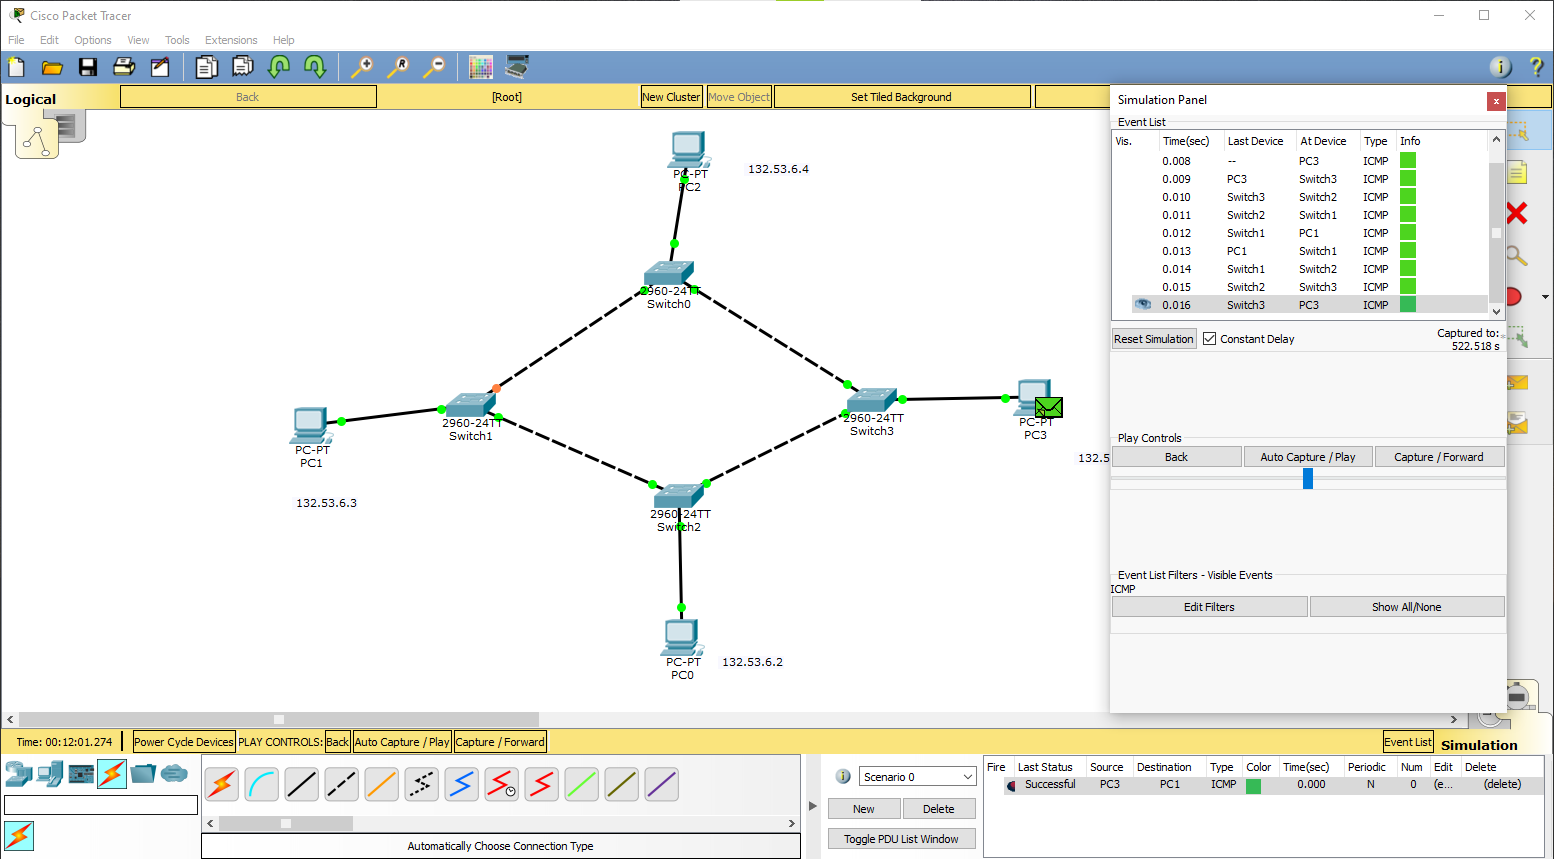 Cisco Packet Tracer
File Edit Options View Tools Extensions Help
Logical
Back
[Root]
New Cluster
Move Object
Set Tiled Background
PC-PT
PC2
132.53.6.4
2960-24TT
Switch0
2960-24TT
Switch1
PC-PT
PC1
132.53.6.3
2960-24TT
Switch3
PC-PT
PC3
132.5
2960-24TT
Switch2
PC-PT
PC0
132.53.6.2
Simulation Panel
x
Event List
Vis. Time(sec) Last Device At Device Type Info
0.008 -- PC3 ICMP
0.009 PC3 Switch3 ICMP
0.010 Switch3 Switch2 ICMP
0.011 Switch2 Switch1 ICMP
0.012 Switch1 PC1 ICMP
0.013 PC1 Switch1 ICMP
0.014 Switch1 Switch2 ICMP
0.015 Switch2 Switch3 ICMP
0.016 Switch3 PC3 ICMP
Reset Simulation
Constant Delay
Captured to:
522.518 s
Play Controls
Back
Auto Capture / Play
Capture / Forward
Event List Filters - Visible Events
ICMP
Edit Filters
Show All/None
Time: 00:12:01.274
Power Cycle Devices
PLAY CONTROLS:
Back
Auto Capture / Play
Capture / Forward
Event List
Simulation
Automatically Choose Connection Type
Scenario 0
New
Delete
Toggle PDU List Window
Fire Last Status Source Destination Type Color Time(sec) Periodic Num Edit Delete
Successful PC3 PC1 ICMP 0.000 N 0 (e... (delete)